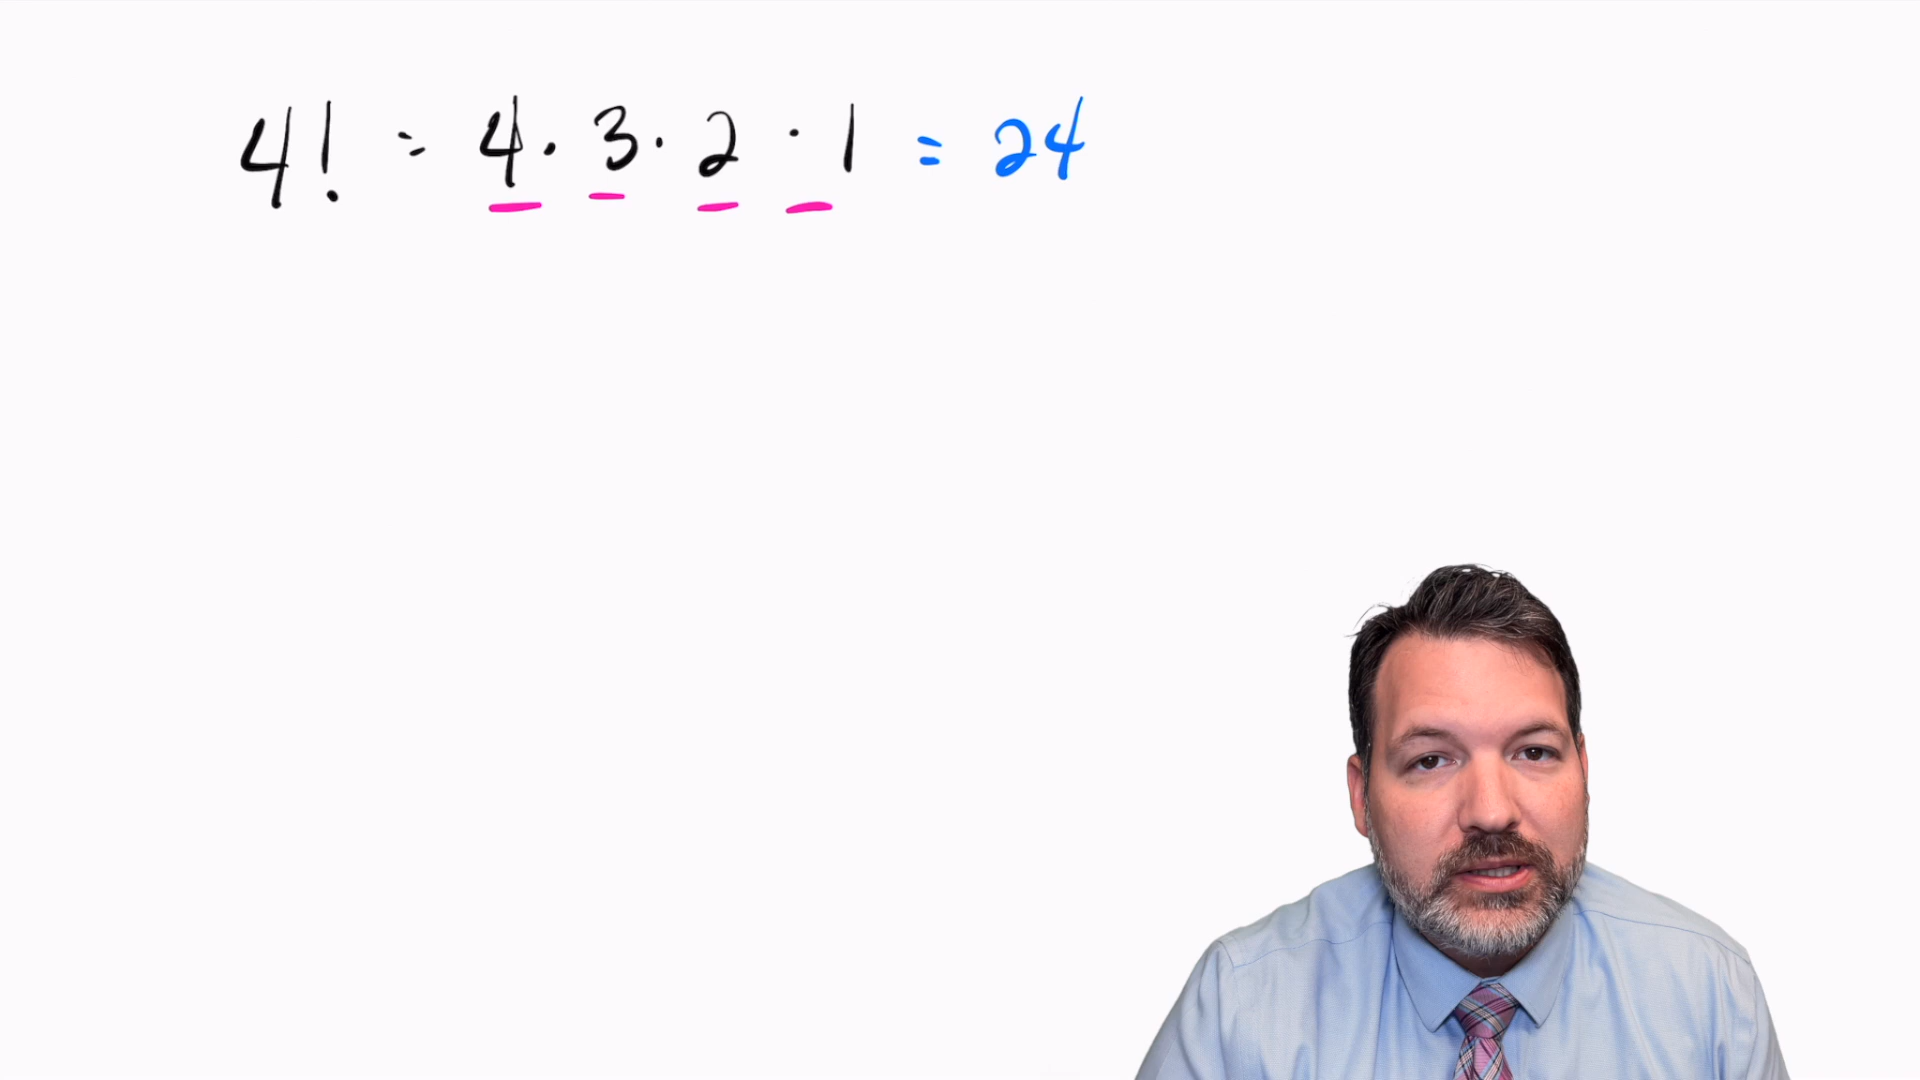 4! = 4 · 3 · 2 · 1 = 24